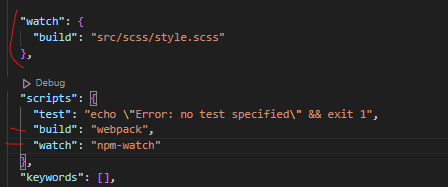 "watch": {
"build": "src/scss/style.scss"
},
Debug
"scripts": {
"test": "echo \"Error: no test specified\" && exit 1",
"build": "webpack",
"watch": "npm-watch"
},
"keywords": [],